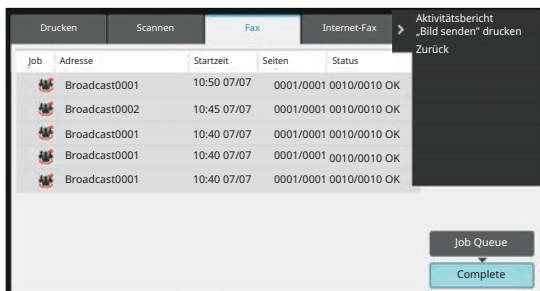 Drucken Scannen Fax Internet-Fax
Aktivitätsbericht
„Bild senden" drucken
Zurück
Job Adresse Startzeit Seiten Status
Broadcast0001 10:50 07/07 0001/0001 0010/0010 OK
Broadcast0002 10:45 07/07 0001/0001 0010/0010 OK
Broadcast0001 10:40 07/07 0001/0001 0010/0010 OK
Broadcast0001 10:40 07/07 0001/0001 0010/0010 OK
Broadcast0001 10:40 07/07 0001/0001 0010/0010 OK
Job Queue
Complete